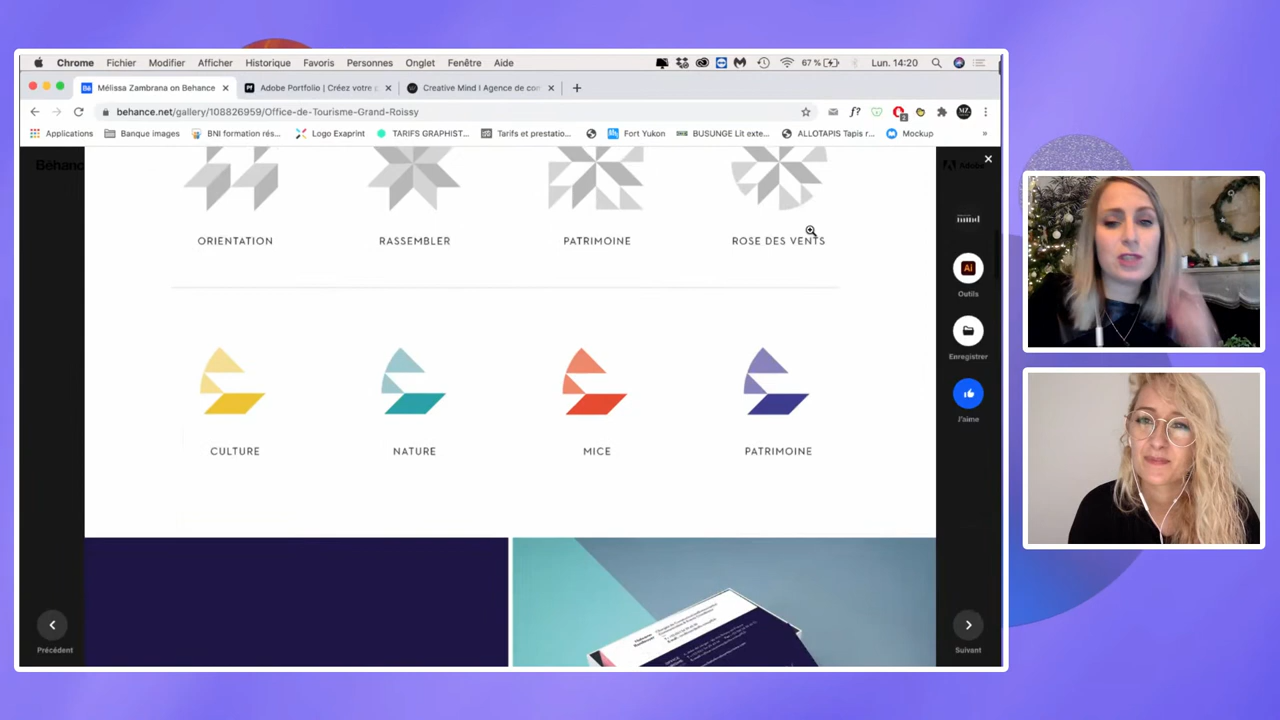 Chrome Fichier Modifier Afficher Historique Favoris Personnes Onglet Fenêtre Aide 67 % Lun. 14:20
Mélissa Zambrana on Behance Adobe Portfolio | Créez votre Creative Mind I Agence de con
behance.net/gallery/108826959/Office-de-Tourisme-Grand-Roissy
Applications Banque images BNI formation rés... Logo Exaprint TARIFS GRAPHIST... Tarifs et prestatio... Fort Yukon BUSUNGE Lit exte... ALLOTAPIS Tapis r... Mockup »
ORIENTATION RASSEMBLER PATRIMOINE ROSE DES VENTS
mind
Ai
Outils
Enregistrer
J'aime
CULTURE NATURE MICE PATRIMOINE
Précédent Suivant